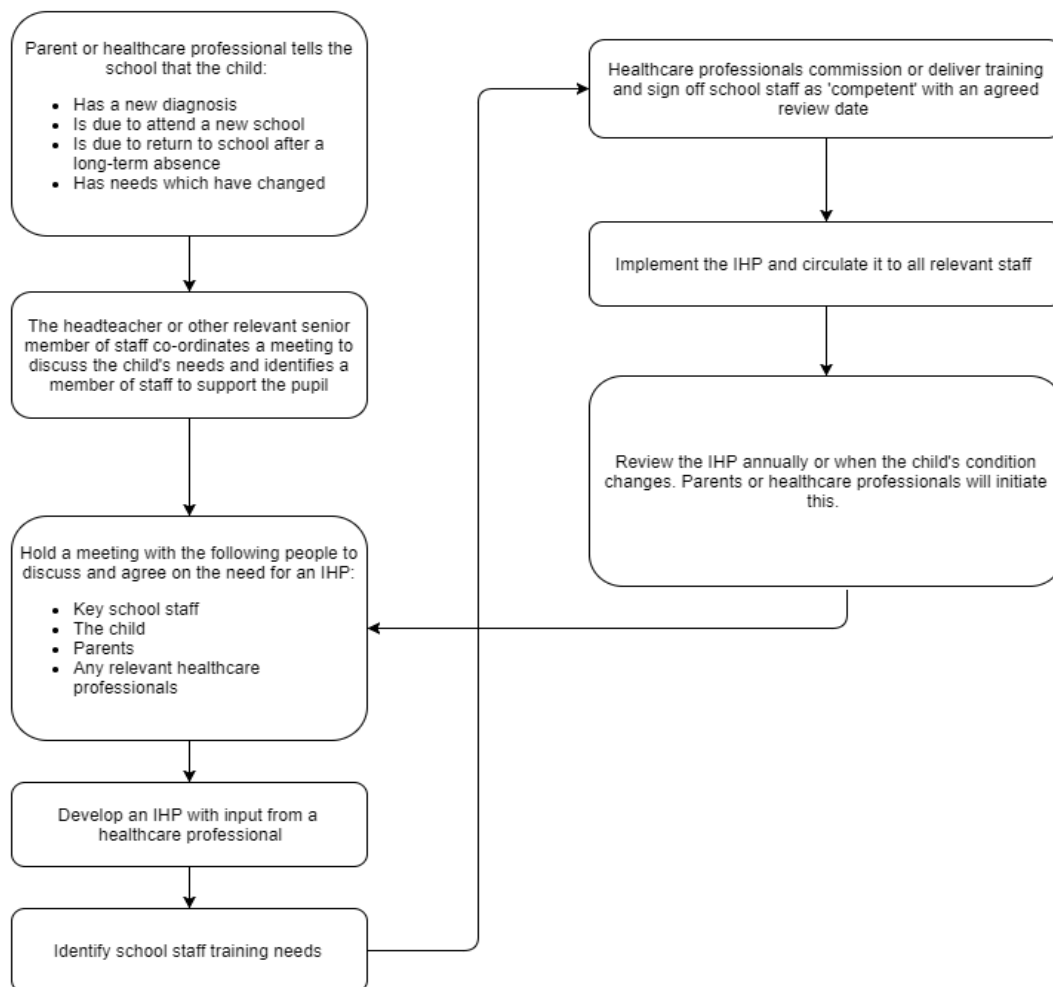 Parent or healthcare professional tells the
school that the child:
• Has a new diagnosis
• Is due to attend a new school
• Is due to return to school after a
long-term absence
• Has needs which have changed
The headteacher or other relevant senior
member of staff co-ordinates a meeting to
discuss the child's needs and identifies a
member of staff to support the pupil
Hold a meeting with the following people to
discuss and agree on the need for an IHP:
• Key school staff
• The child
• Parents
• Any relevant healthcare
professionals
Develop an IHP with input from a
healthcare professional
Identify school staff training needs
Healthcare professionals commission or deliver training
and sign off school staff as 'competent' with an agreed
review date
Implement the IHP and circulate it to all relevant staff
Review the IHP annually or when the child's condition
changes. Parents or healthcare professionals will initiate
this.